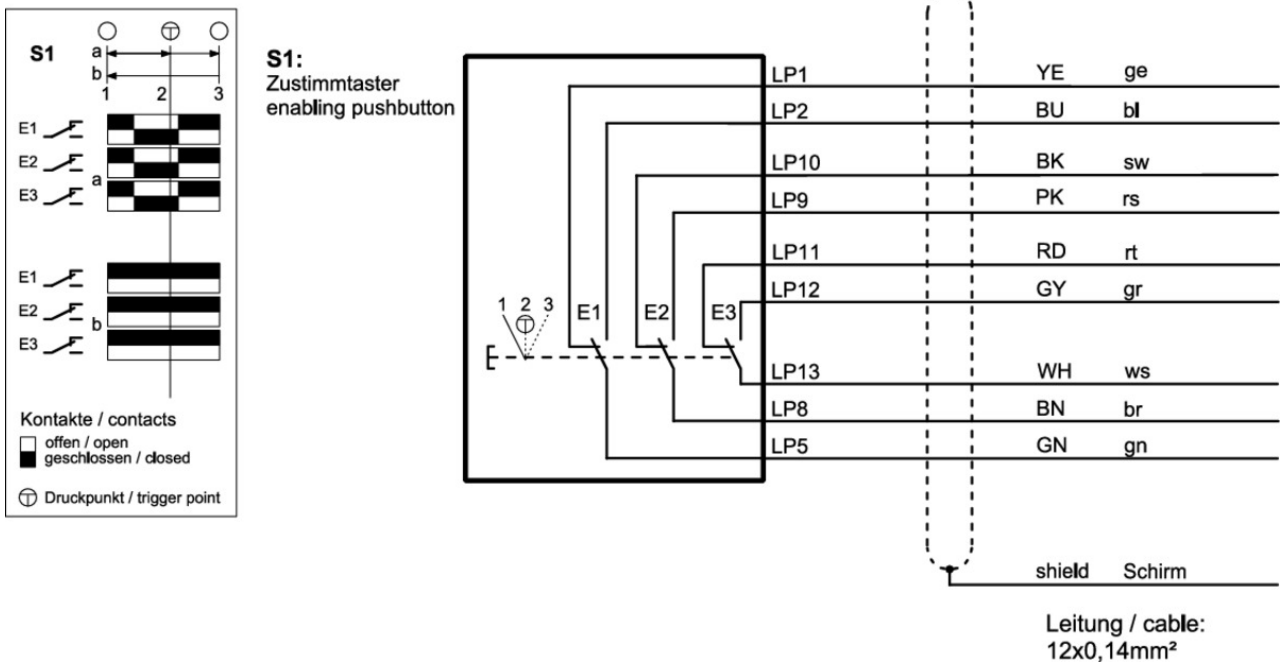 S1
a
b
1 2 3
E1
E2
a
E3
E1
E2
b
E3
Kontakte / contacts
offen / open
geschlossen / closed
Druckpunkt / trigger point
S1:
Zustimmtaster
enabling pushbutton
1 2 3
E1 E2 E3
LP1 YE ge
LP2 BU bl
LP10 BK sw
LP9 PK rs
LP11 RD rt
LP12 GY gr
LP13 WH ws
LP8 BN br
LP5 GN gn
shield Schirm
Leitung / cable:
12x0,14mm²